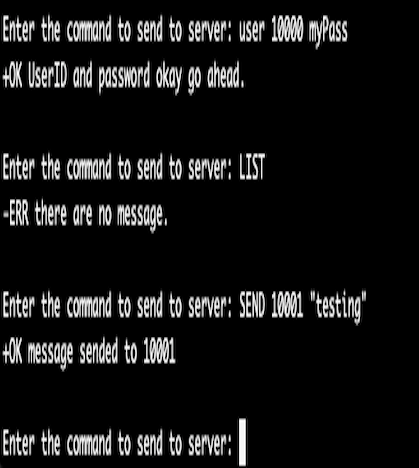 Enter the command to send to server: user 10000 myPass
+OK UserID and password okay go ahead.
Enter the command to send to server: LIST
-ERR there are no message.
Enter the command to send to server: SEND 10001 "testing"
+OK message sended to 10001
Enter the command to send to server: